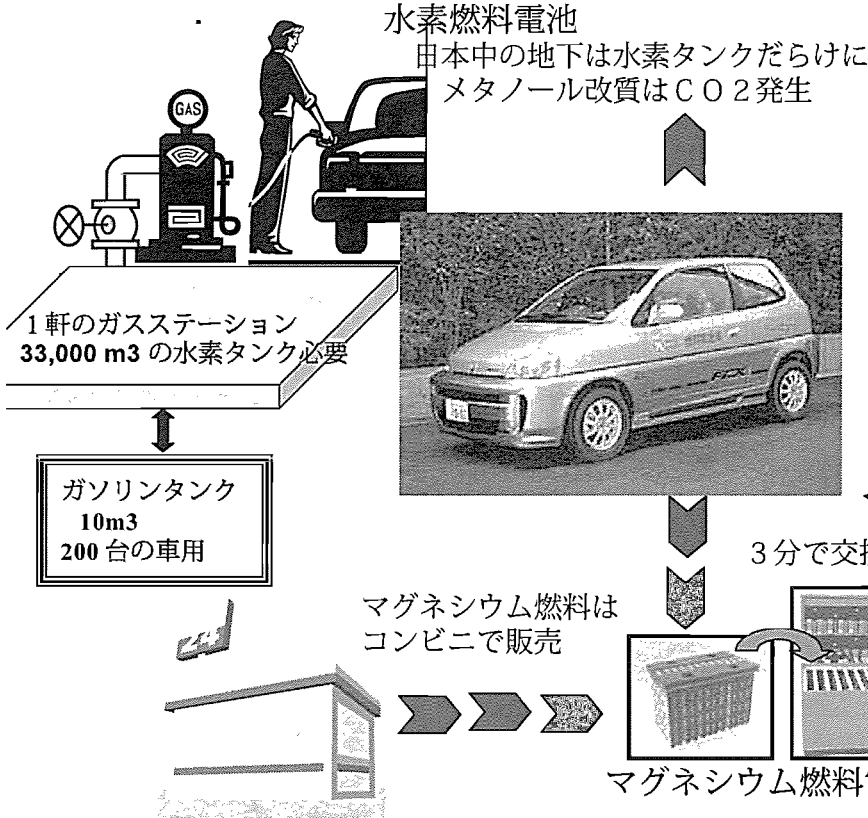 水素燃料電池
日本中の地下は水素タンクだらけに
メタノール改質はＣＯ２発生
GAS
1軒のガスステーション
33,000 m3 の水素タンク必要
FCX
ガソリンタンク
10m3
200 台の車用
3分で交換
マグネシウム燃料は
コンビニで販売
24
マグネシウム燃料